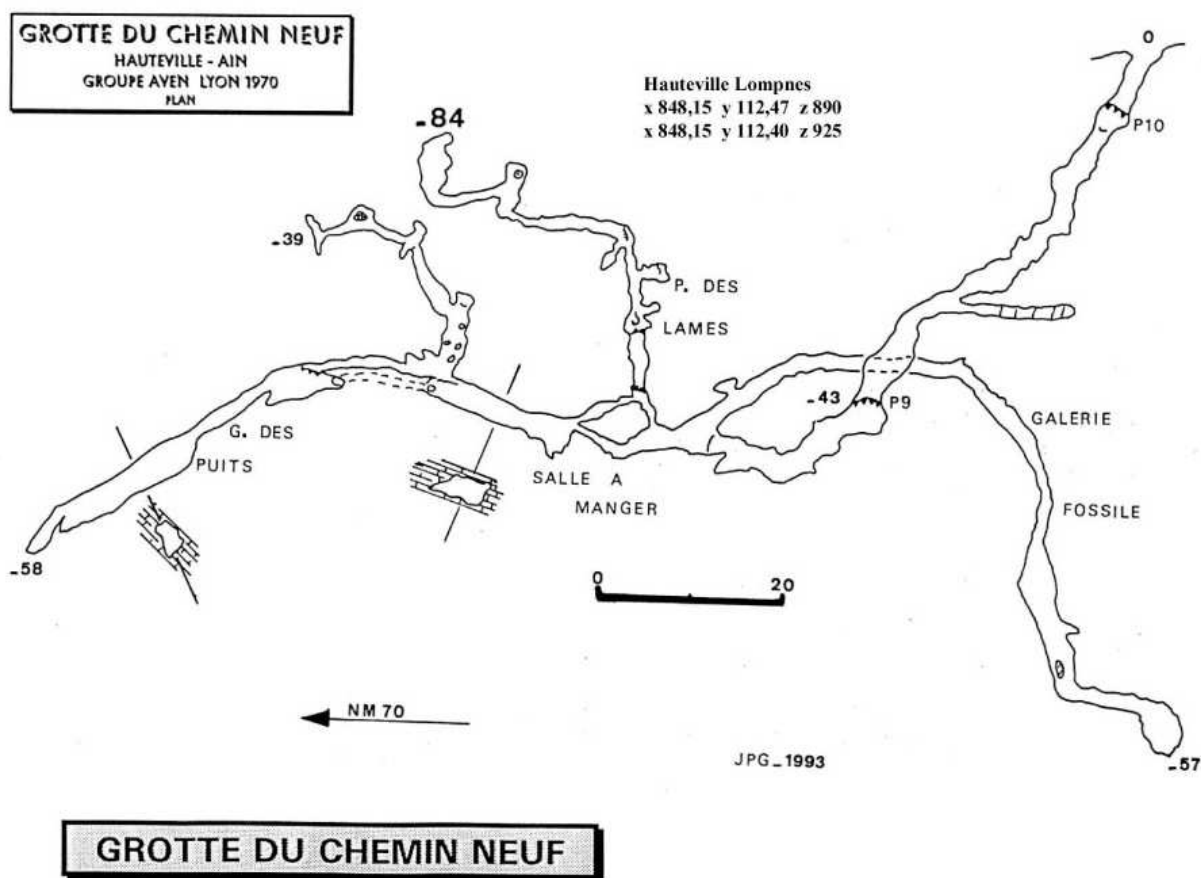 GROTTE DU CHEMIN NEUF
HAUTEVILLE - AIN
GROUPE AVEN LYON 1970
PLAN
0
Hauteville Lompnes
x 848,15 y 112,47 z 890
x 848,15 y 112,40 z 925
-84
P10
-39
P. DES
LAMES
-43
P9
GALERIE
G. DES
PUITS
SALLE A
MANGER
FOSSILE
-58
0
20
NM 70
JPG_1993
-57
GROTTE DU CHEMIN NEUF